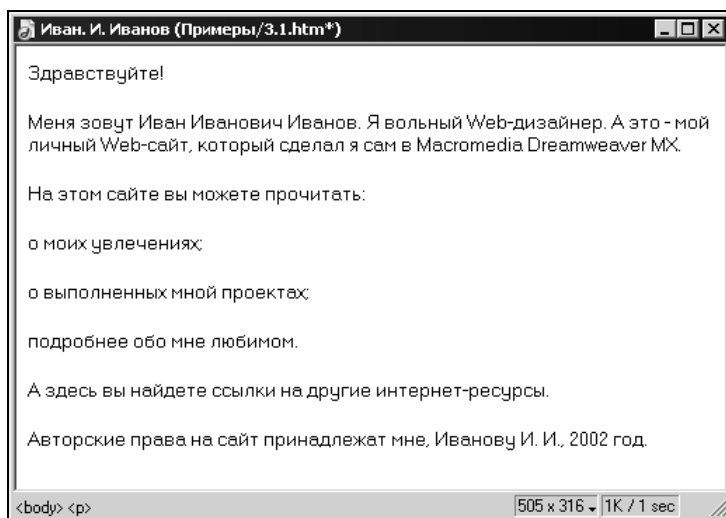 Иван. И. Иванов (Примеры/3.1.htm*)
Здравствуйте!
Меня зовут Иван Иванович Иванов. Я вольный Web-дизайнер. А это - мой
личный Web-сайт, который сделал я сам в Macromedia Dreamweaver MX.
На этом сайте вы можете прочитать:
о моих увлечениях;
о выполненных мной проектах;
подробнее обо мне любимом.
А здесь вы найдете ссылки на другие интернет-ресурсы.
Авторские права на сайт принадлежат мне, Иванову И. И., 2002 год.
<body> <p> 505 x 316 1K / 1 sec